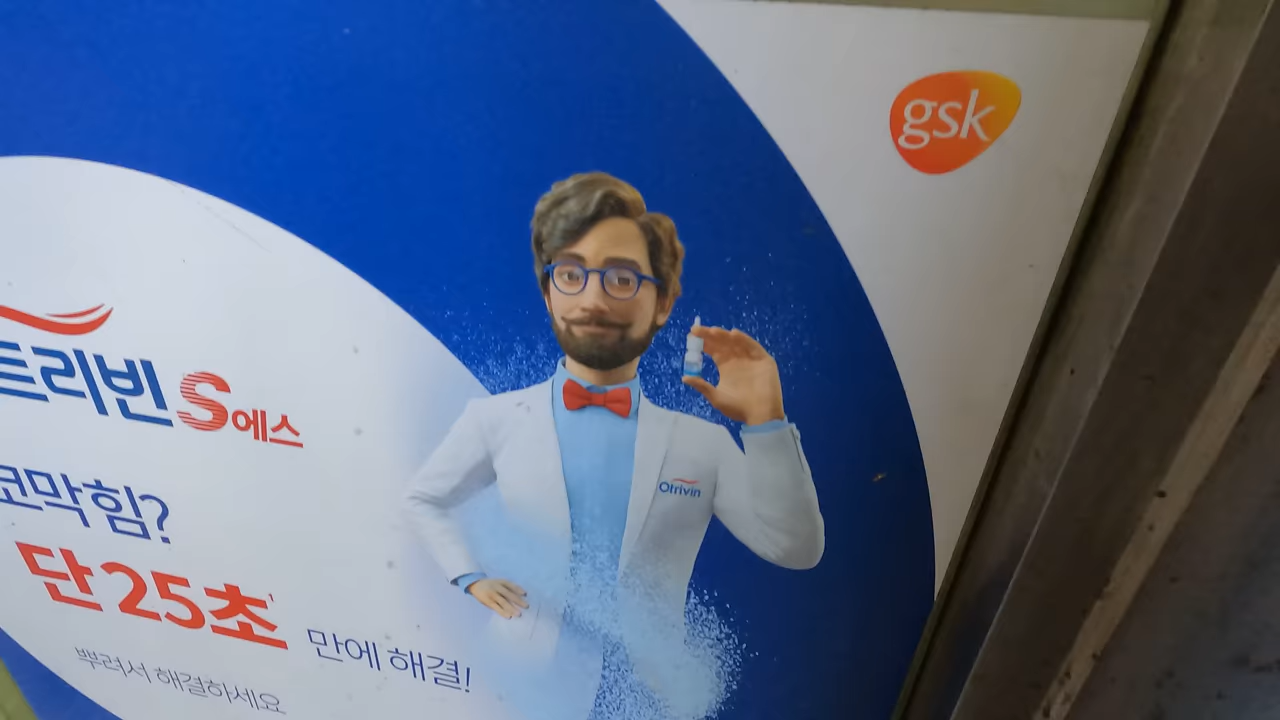 gsk
트리빈 S에스
코막힘?
단 25초¹
만에 해결!
뿌려서 해결하세요
Otrivin